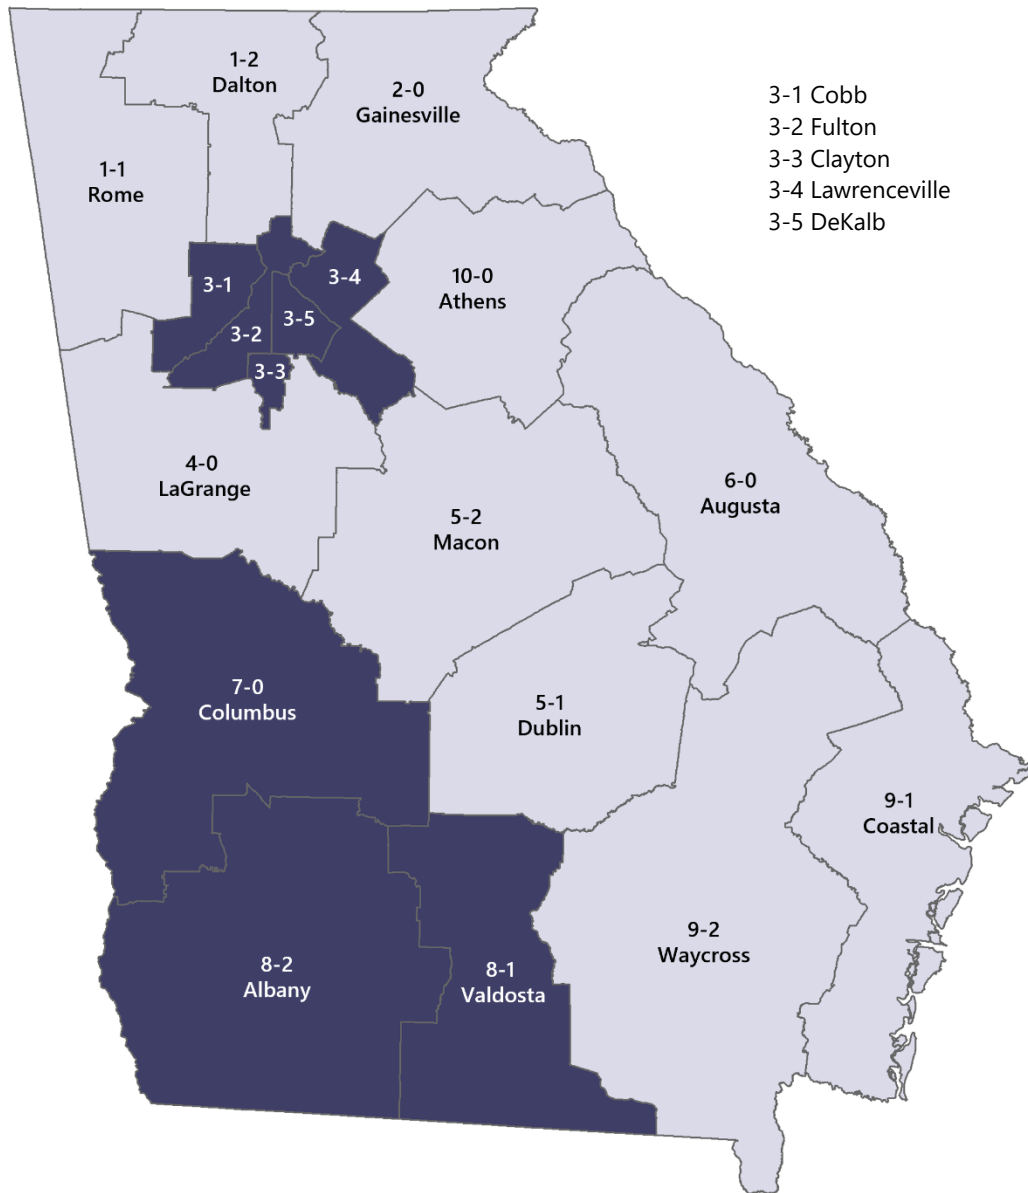 1-2
Dalton
2-0
Gainesville
3-1 Cobb
3-2 Fulton
3-3 Clayton
3-4 Lawrenceville
3-5 DeKalb
1-1
Rome
3-1
3-4
10-0
Athens
3-2
3-5
3-3
4-0
LaGrange
6-0
Augusta
5-2
Macon
7-0
Columbus
5-1
Dublin
9-1
Coastal
9-2
Waycross
8-2
Albany
8-1
Valdosta